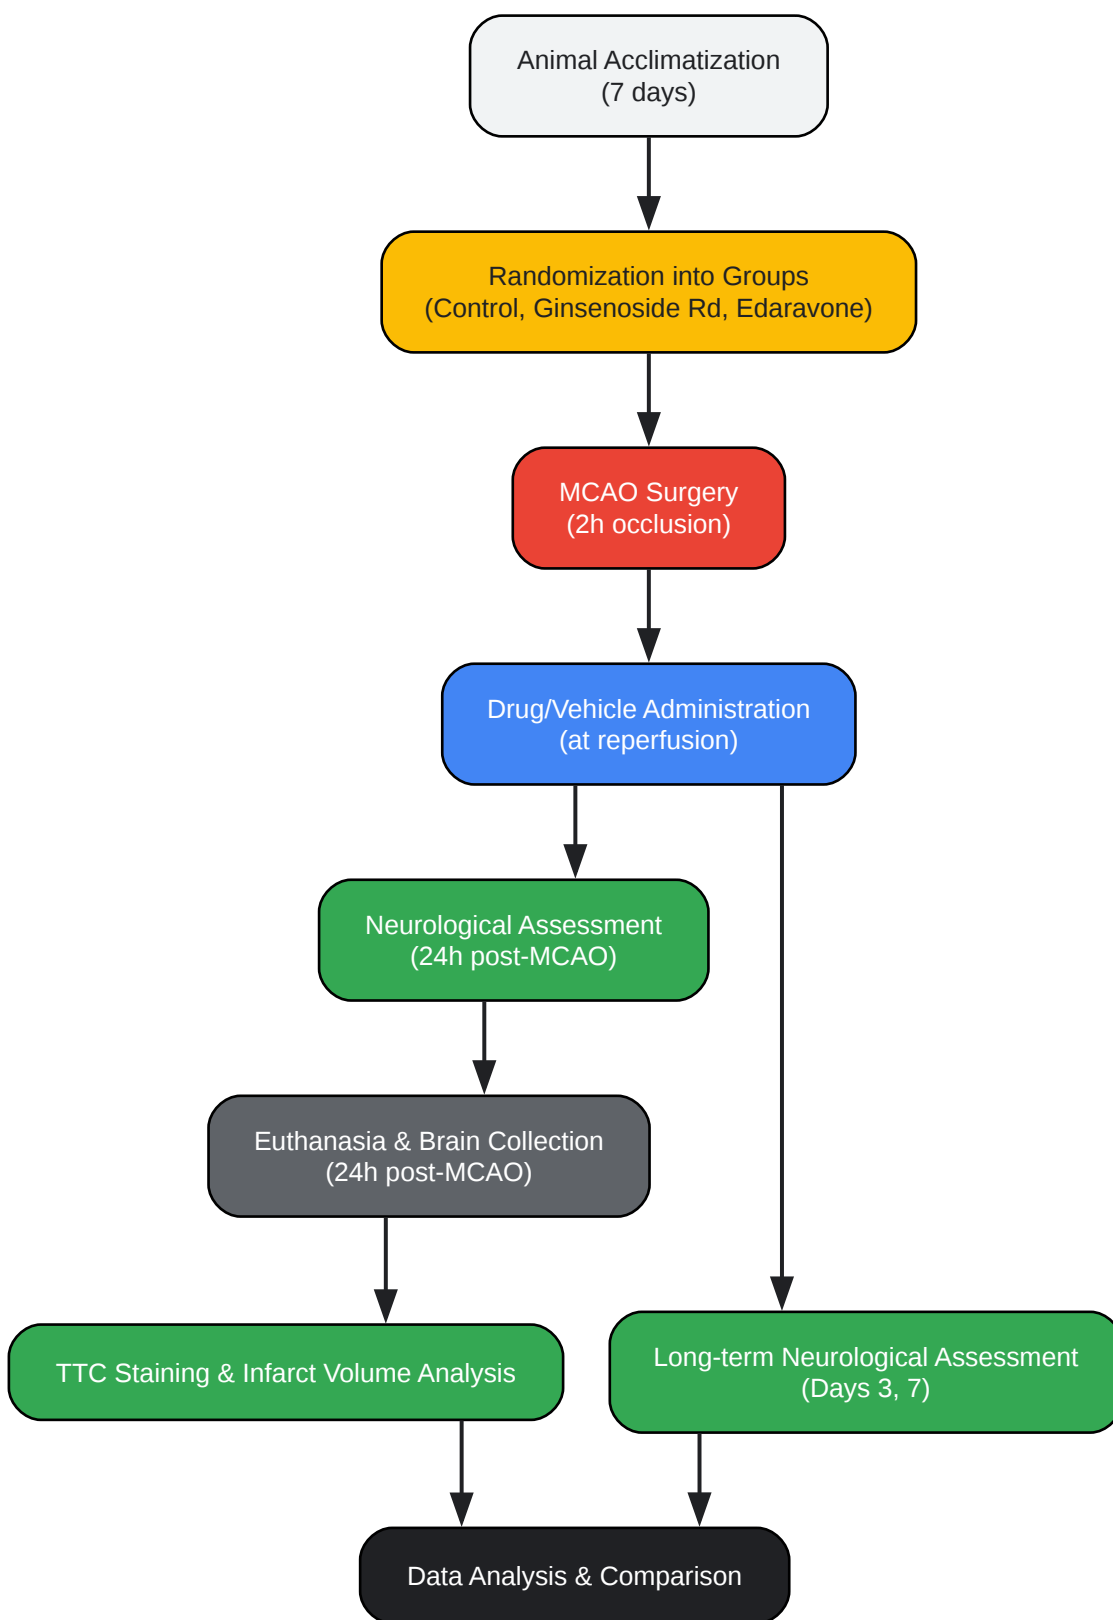 Animal Acclimatization
(7 days)
Randomization into Groups
(Control, Ginsenoside Rd, Edaravone)
MCAO Surgery
(2h occlusion)
Drug/Vehicle Administration
(at reperfusion)
Neurological Assessment
(24h post-MCAO)
Euthanasia & Brain Collection
(24h post-MCAO)
TTC Staining & Infarct Volume Analysis
Long-term Neurological Assessment
(Days 3, 7)
Data Analysis & Comparison